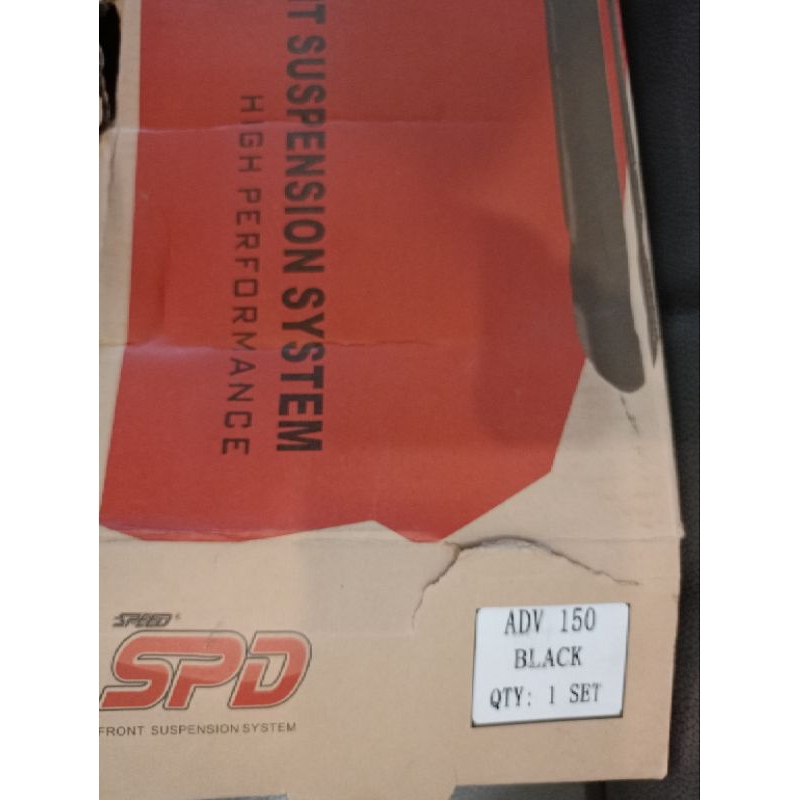 T SUSPENSION SYSTEM
HIGH PERFORMANCE
SPEED
SPD
FRONT SUSPENSION SYSTEM
ADV 150
BLACK
QTY: 1 SET